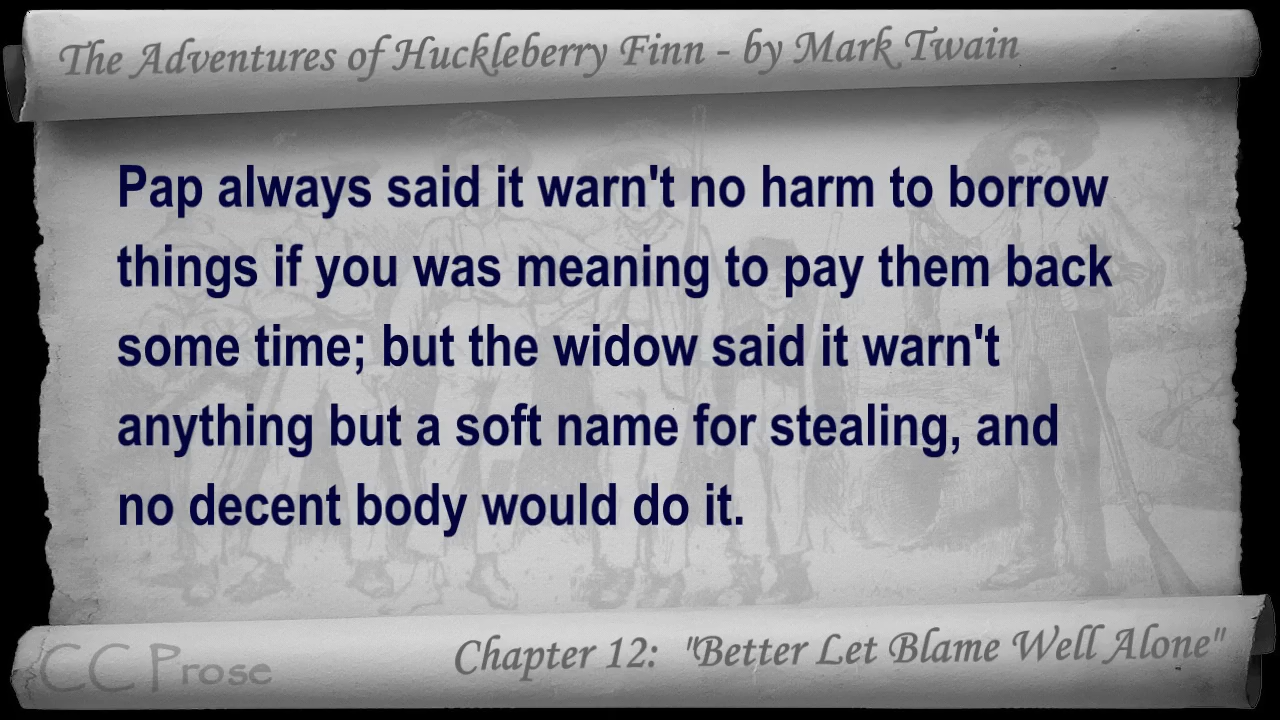 The Adventures of Huckleberry Finn - by Mark Twain
Pap always said it warn't no harm to borrow
things if you was meaning to pay them back
some time; but the widow said it warn't
anything but a soft name for stealing, and
no decent body would do it.
Chapter 12: "Better Let Blame Well Alone"
CC Prose